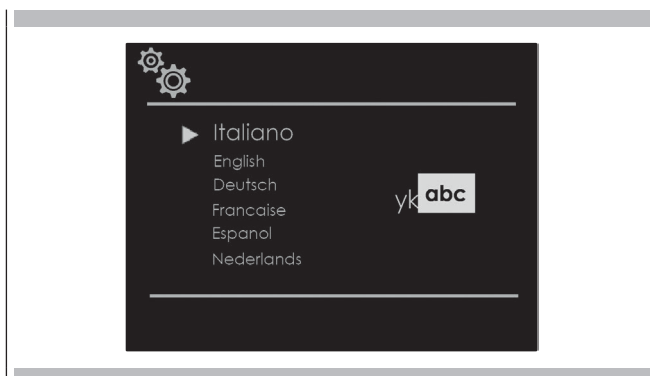 Italiano
English
Deutsch
Francaise
Espanol
Nederlands
yk abc